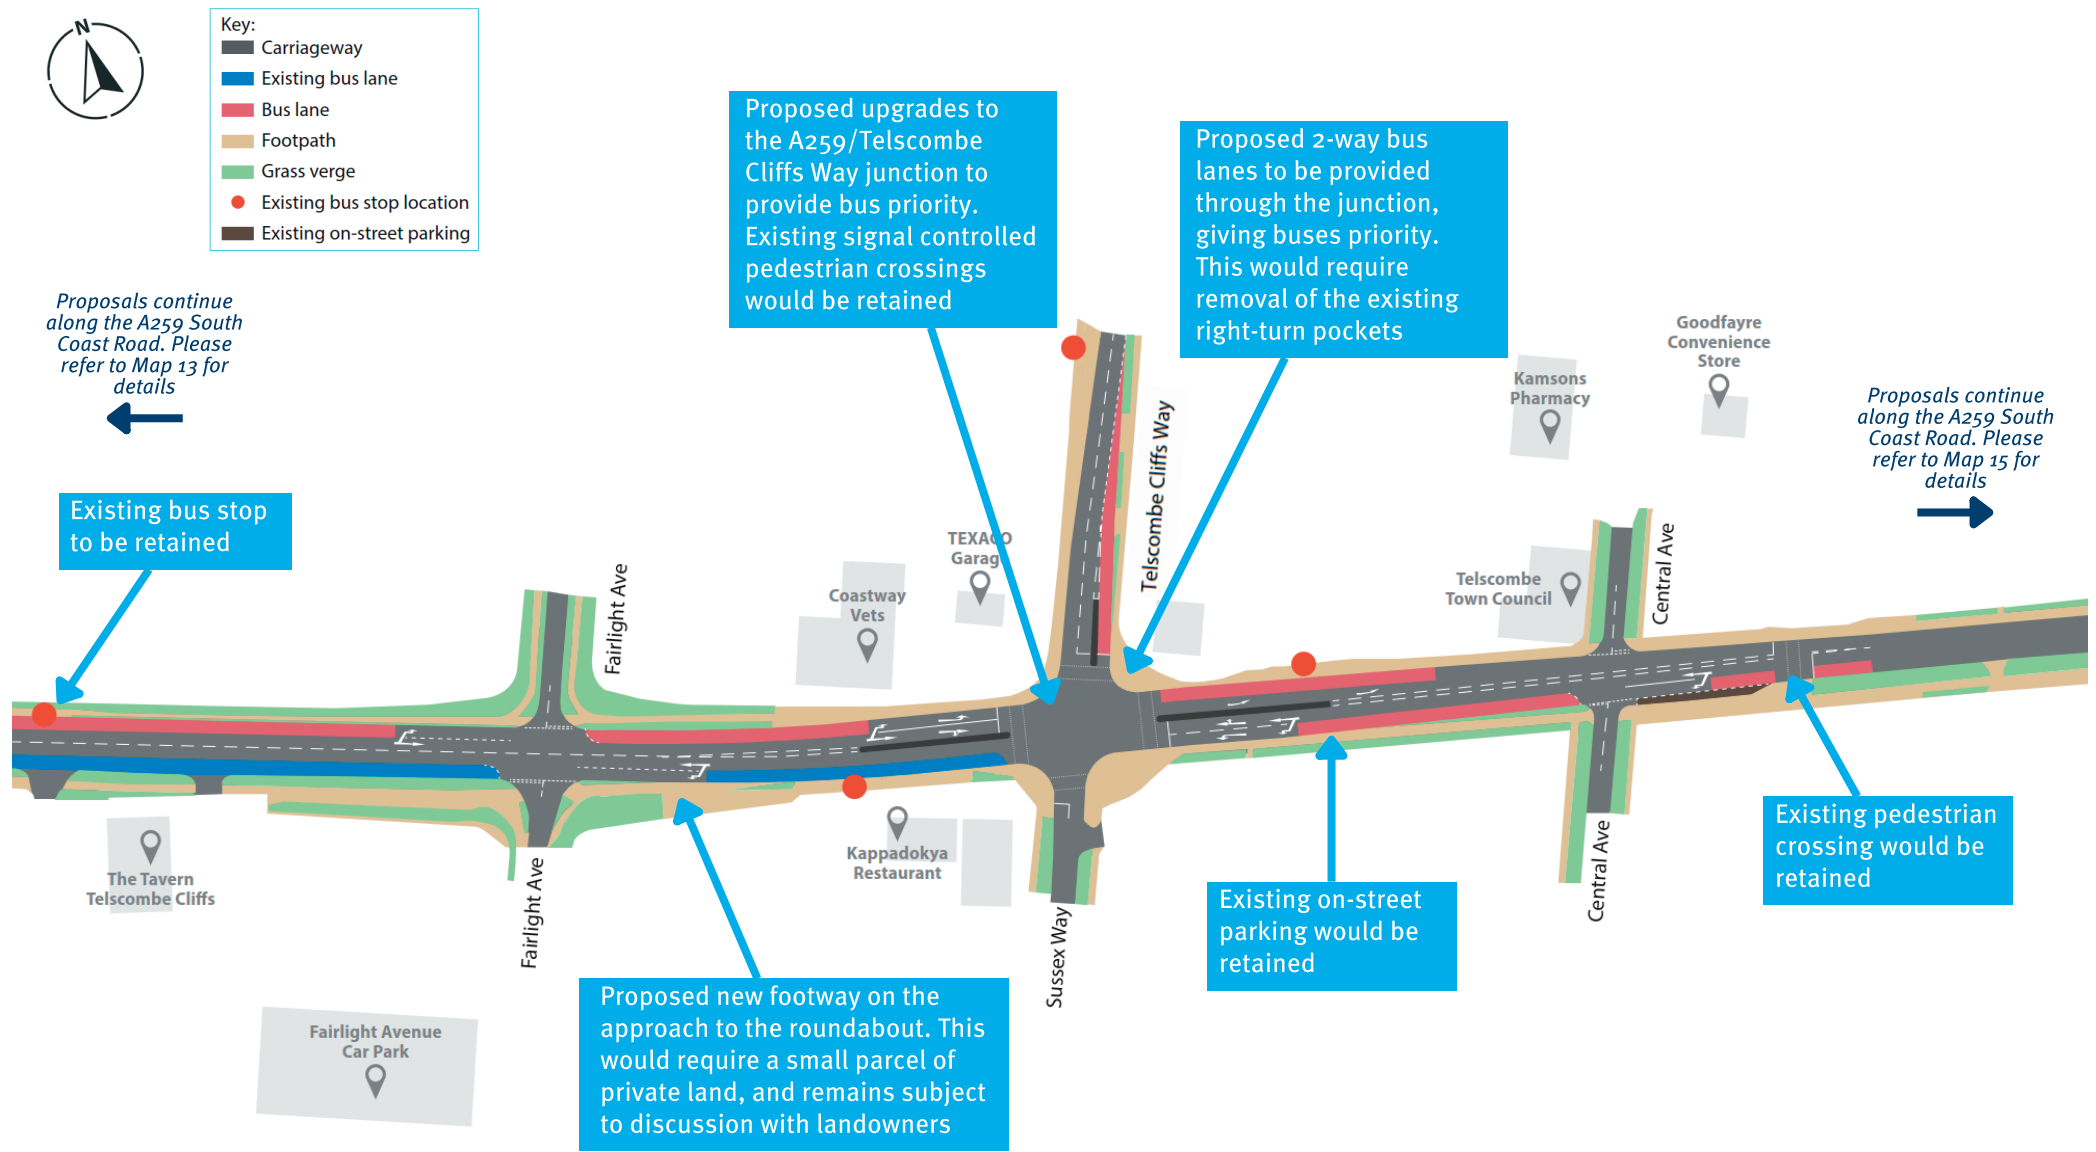 N
Key:
Carriageway
Existing bus lane
Bus lane
Footpath
Grass verge
Existing bus stop location
Existing on-street parking
Proposals continue
along the A259 South
Coast Road. Please
refer to Map 13 for
details
Existing bus stop
to be retained
Proposed upgrades to
the A259/Telscombe
Cliffs Way junction to
provide bus priority.
Existing signal controlled
pedestrian crossings
would be retained
Proposed 2-way bus
lanes to be provided
through the junction,
giving buses priority.
This would require
removal of the existing
right-turn pockets
Goodfayre
Convenience
Store
Kamsons
Pharmacy
Proposals continue
along the A259 South
Coast Road. Please
refer to Map 15 for
details
Telscombe Cliffs Way
TEXACO
Garage
Coastway
Vets
Fairlight Ave
Telscombe
Town Council
Central Ave
The Tavern
Telscombe Cliffs
Fairlight Ave
Kappadokya
Restaurant
Sussex Way
Central Ave
Existing on-street
parking would be
retained
Existing pedestrian
crossing would be
retained
Fairlight Avenue
Car Park
Proposed new footway on the
approach to the roundabout. This
would require a small parcel of
private land, and remains subject
to discussion with landowners